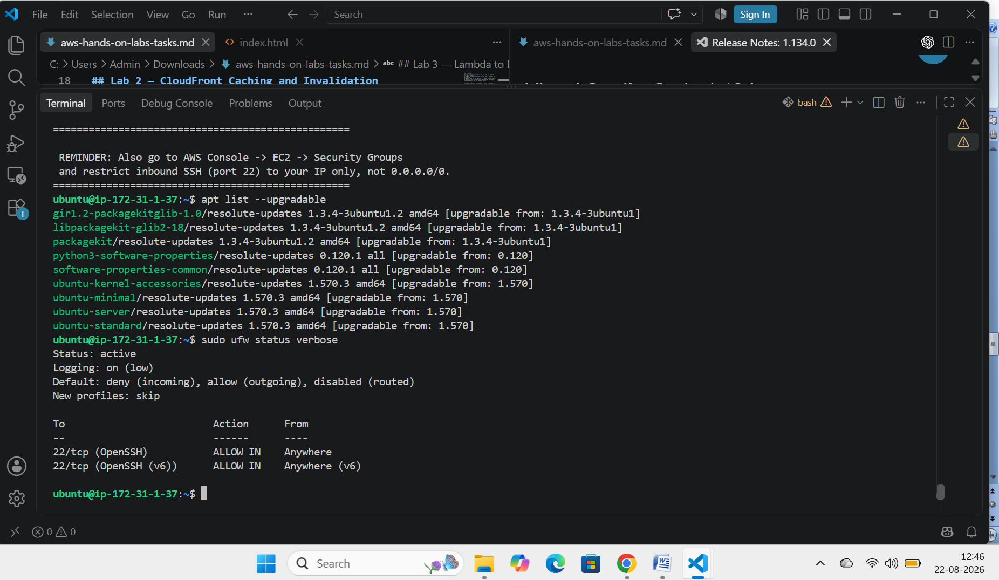 File Edit Selection View Go Run ··· Search Sign In
aws-hands-on-labs-tasks.md index.html ··· aws-hands-on-labs-tasks.md Release Notes: 1.134.0 ···
C: > Users > Admin > Downloads > aws-hands-on-labs-tasks.md > abc ## Lab 3 — Lambda to D
18 ## Lab 2 — CloudFront Caching and Invalidation
Terminal Ports Debug Console Problems Output bash ···
==================================================
REMINDER: Also go to AWS Console -> EC2 -> Security Groups
and restrict inbound SSH (port 22) to your IP only, not 0.0.0.0/0.
==================================================
ubuntu@ip-172-31-1-37:~$ apt list --upgradable
gir1.2-packagekitglib-1.0/resolute-updates 1.3.4-3ubuntu1.2 amd64 [upgradable from: 1.3.4-3ubuntu1]
libpackagekit-glib2-18/resolute-updates 1.3.4-3ubuntu1.2 amd64 [upgradable from: 1.3.4-3ubuntu1]
packagekit/resolute-updates 1.3.4-3ubuntu1.2 amd64 [upgradable from: 1.3.4-3ubuntu1]
python3-software-properties/resolute-updates 0.120.1 all [upgradable from: 0.120]
software-properties-common/resolute-updates 0.120.1 all [upgradable from: 0.120]
ubuntu-kernel-accessories/resolute-updates 1.570.3 amd64 [upgradable from: 1.570]
ubuntu-minimal/resolute-updates 1.570.3 amd64 [upgradable from: 1.570]
ubuntu-server/resolute-updates 1.570.3 amd64 [upgradable from: 1.570]
ubuntu-standard/resolute-updates 1.570.3 amd64 [upgradable from: 1.570]
ubuntu@ip-172-31-1-37:~$ sudo ufw status verbose
Status: active
Logging: on (low)
Default: deny (incoming), allow (outgoing), disabled (routed)
New profiles: skip
To Action From
-- ------ ----
22/tcp (OpenSSH) ALLOW IN Anywhere
22/tcp (OpenSSH (v6)) ALLOW IN Anywhere (v6)
ubuntu@ip-172-31-1-37:~$
1
0 0
Search
12:46
22-08-2026